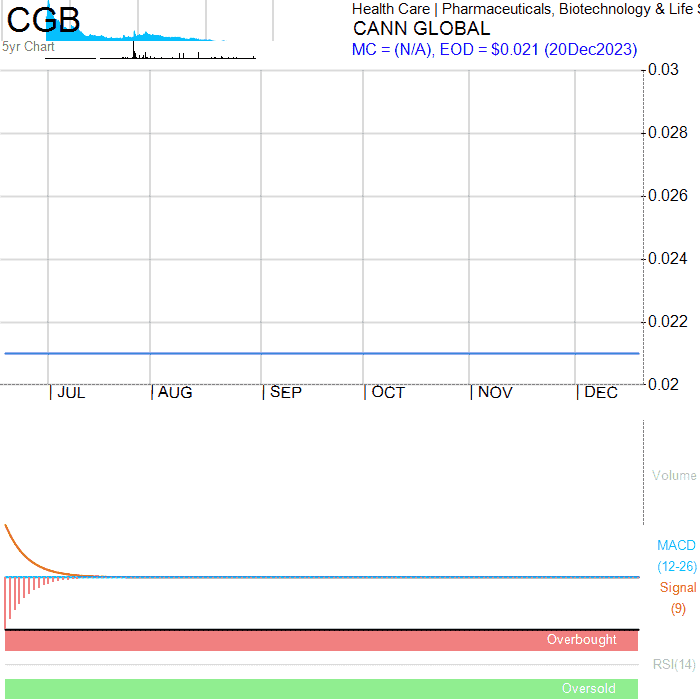 CGB
5yr Chart
Health Care | Pharmaceuticals, Biotechnology & Life
CANN GLOBAL
MC = (N/A), EOD = $0.021 (20Dec2023)
0.03
0.028
0.026
0.024
0.022
0.02
JUL AUG SEP OCT NOV DEC
Volume
MACD
(12-26)
Signal
(9)
Overbought
RSI(14)
Oversold